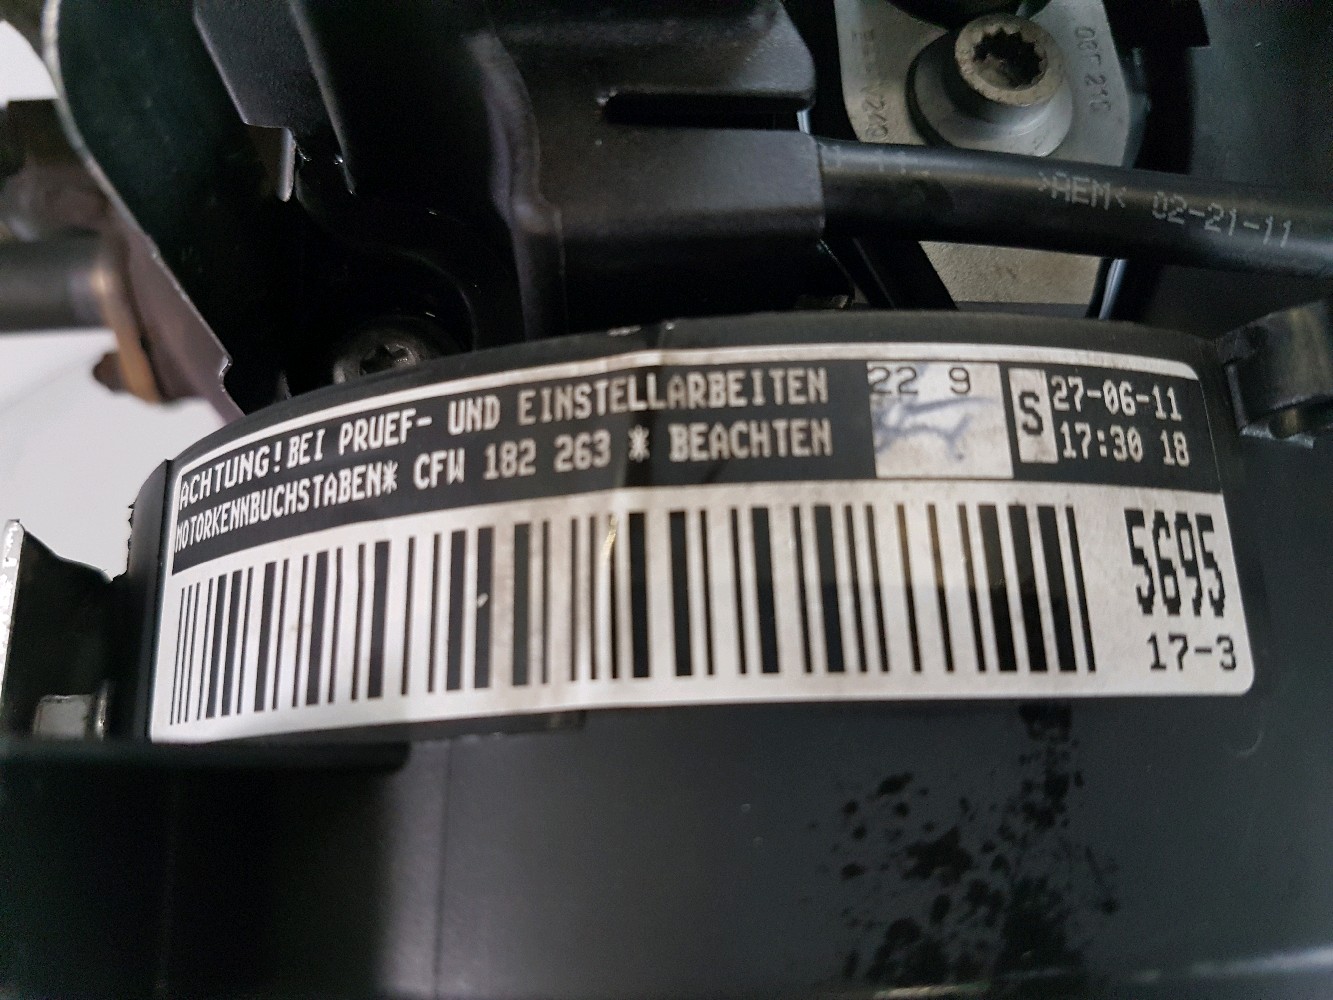 >AEM< 02-21-11
ACHTUNG! BEI PRUEF- UND EINSTELLARBEITEN
MOTORKENNBUCHSTABEN* CFW 182 263 * BEACHTEN
22 9
S
27-06-11
17:30 18
5695
17-3